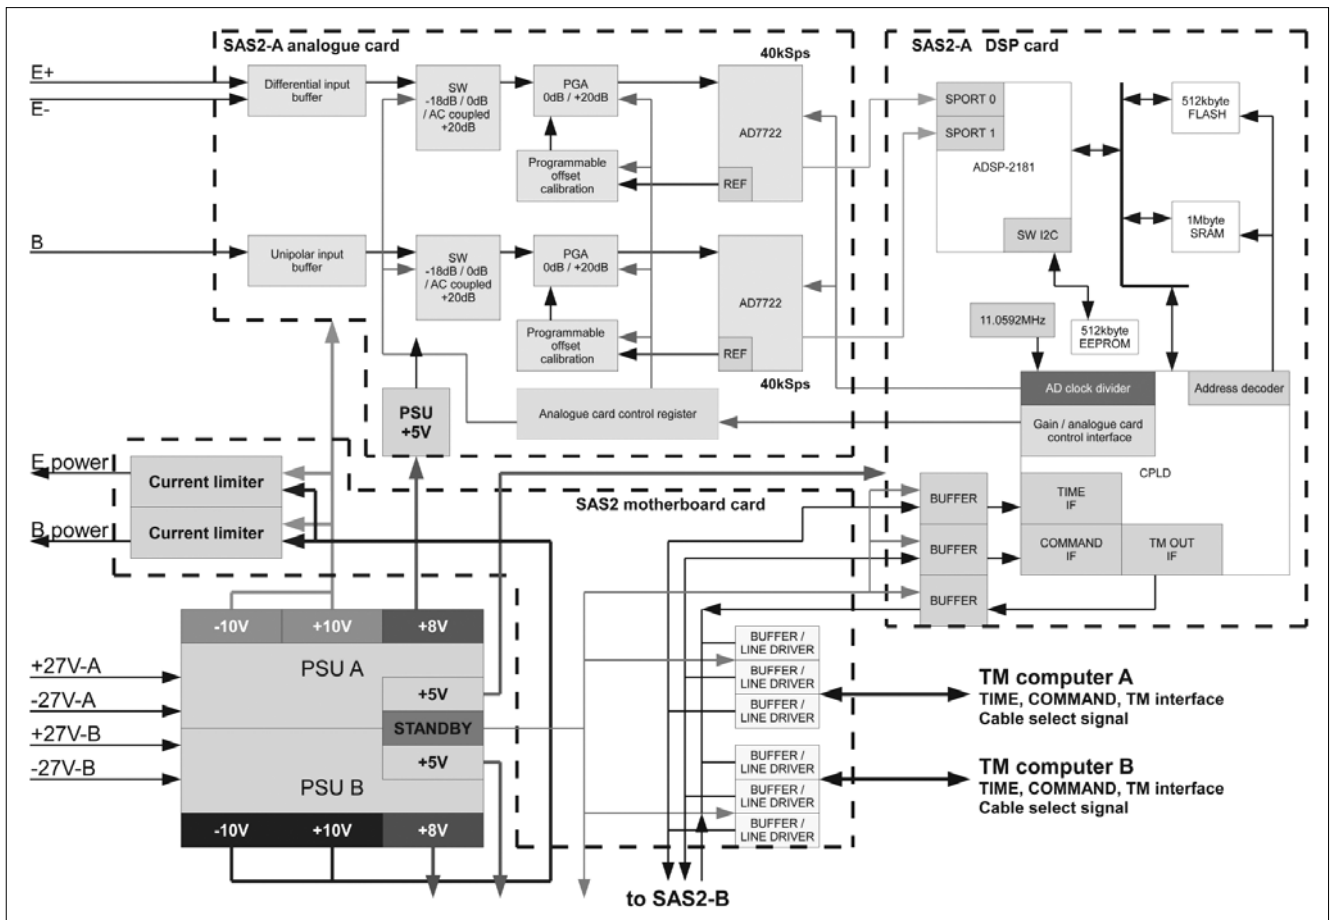 SAS2-A analogue card
40kSps
SAS2-A DSP card
E+
E-
Differential input
buffer
SW
-18dB / 0dB
/ AC coupled
+20dB
PGA
0dB / +20dB
AD7722
REF
Programmable
offset
calibration
SPORT 0
SPORT 1
ADSP-2181
SW I2C
512kbyte
FLASH
1Mbyte
SRAM
B
Unipolar input
buffer
SW
-18dB / 0dB
/ AC coupled
+20dB
PGA
0dB / +20dB
AD7722
REF
Programmable
offset
calibration
40kSps
11.0592MHz
512kbyte
EEPROM
PSU
+5V
Analogue card control register
AD clock divider
Address decoder
Gain / analogue card
control interface
CPLD
E power
B power
Current limiter
Current limiter
SAS2 motherboard card
BUFFER
BUFFER
BUFFER
TIME
IF
COMMAND
IF
TM OUT
IF
-10V
+10V
+8V
PSU A
+5V
STANDBY
+5V
PSU B
-10V
+10V
+8V
+27V-A
-27V-A
+27V-B
-27V-B
BUFFER /
LINE DRIVER
BUFFER /
LINE DRIVER
BUFFER /
LINE DRIVER
TM computer A
TIME, COMMAND, TM interface
Cable select signal
BUFFER /
LINE DRIVER
BUFFER /
LINE DRIVER
BUFFER /
LINE DRIVER
TM computer B
TIME, COMMAND, TM interface
Cable select signal
to SAS2-B